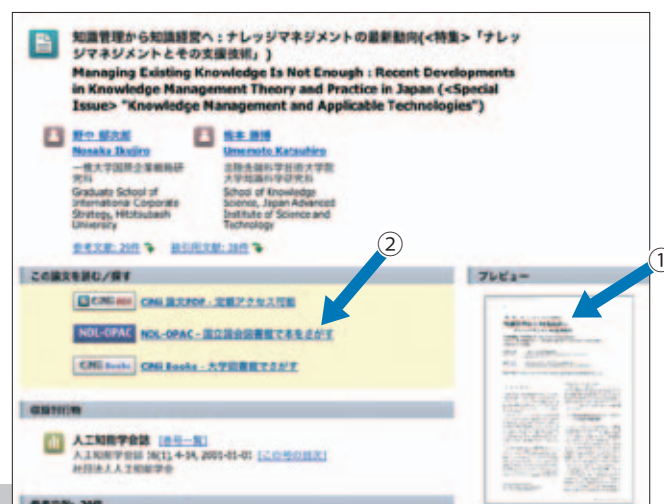 知識管理から知識経営へ : ナレッジマネジメントの最新動向(<特集>「ナレッ
ジマネジメントとその支援技術」)
Managing Existing Knowledge Is Not Enough : Recent Developments
in Knowledge Management Theory and Practice in Japan (<Special
Issue> "Knowledge Management and Applicable Technologies")
野中 郁次郎
Nonaka Ikujiro
一橋大学国際企業戦略研
究科
Graduate School of
International Corporate
Strategy, Hitotsubashi
University
梅本 勝博
Umemoto Katsuhiro
北陸先端科学技術大学院
大学知識科学研究科
School of Knowledge
Science, Japan Advanced
Institute of Science and
Technology
参考文献: 29件
被引用文献: 28件
②
①
この論文を読む/探す
CiNii PDF CiNii 論文PDF - 定額アクセス可能
NDL-OPAC NDL-OPAC - 国立国会図書館で本をさがす
CiNii Books CiNii Books - 大学図書館でさがす
プレビュー
収録刊行物
人工知能学会誌 [巻号一覧]
人工知能学会誌 16(1), 4-14, 2001-01-01 [この号の目次]
社団法人人工知能学会
参考文献: 29件